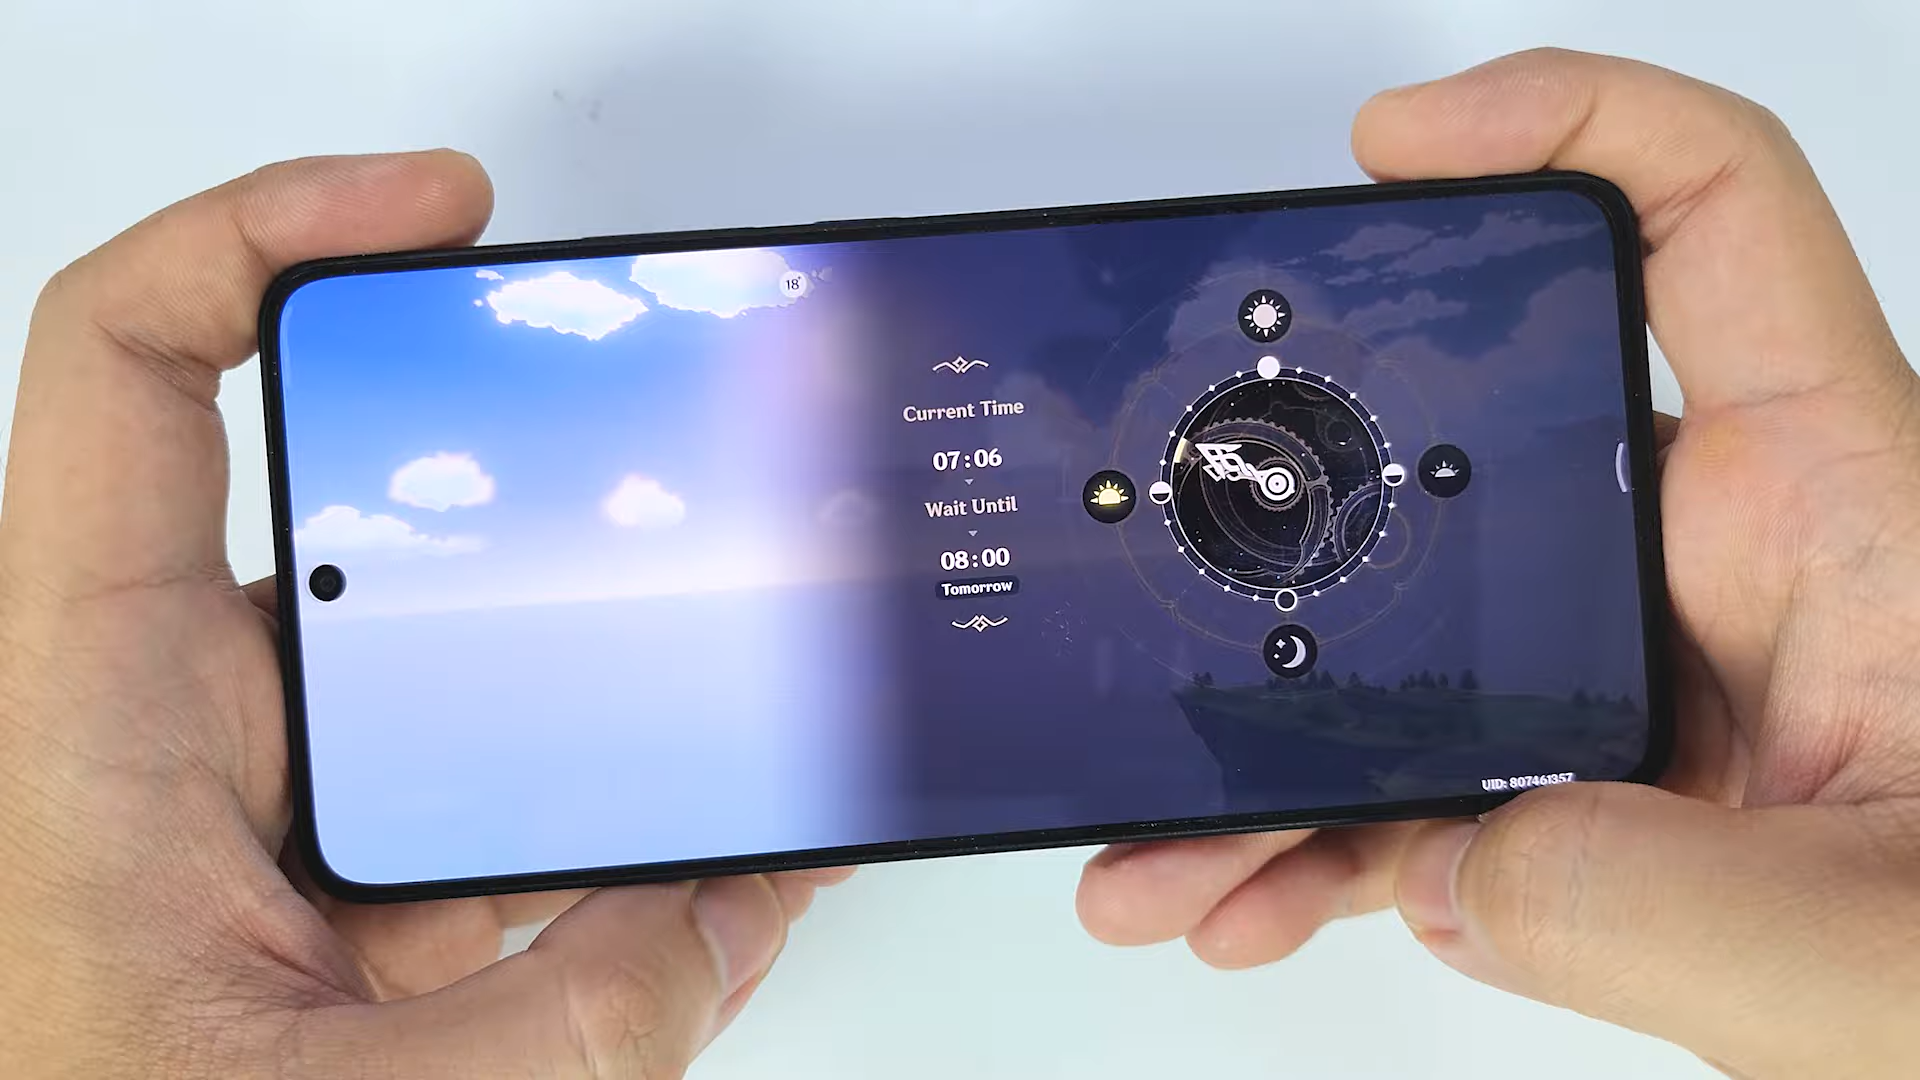 18+
Current Time
07:06
Wait Until
08:00
Tomorrow
UID: 807461357